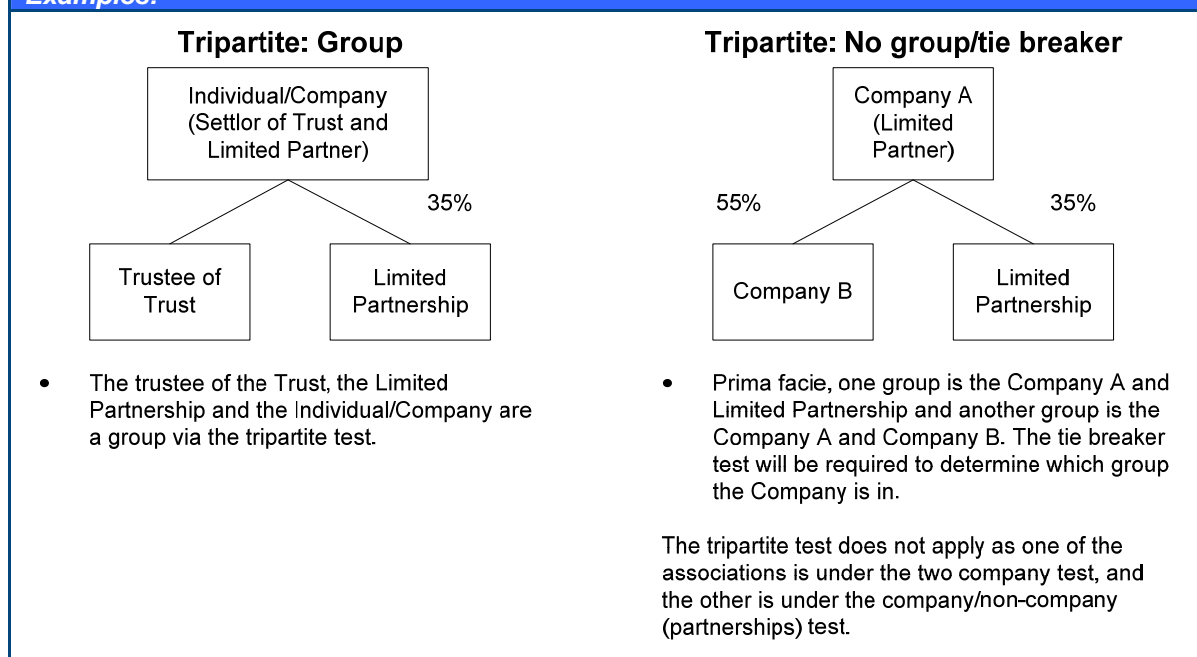 Examples:
Tripartite: Group
Individual/Company
(Settlor of Trust and
Limited Partner)
35%
Trustee of
Trust
Limited
Partnership
• The trustee of the Trust, the Limited
Partnership and the Individual/Company are
a group via the tripartite test.
Tripartite: No group/tie breaker
Company A
(Limited
Partner)
55%
35%
Company B
Limited
Partnership
• Prima facie, one group is the Company A and
Limited Partnership and another group is the
Company A and Company B. The tie breaker
test will be required to determine which group
the Company is in.
The tripartite test does not apply as one of the
associations is under the two company test, and
the other is under the company/non-company
(partnerships) test.